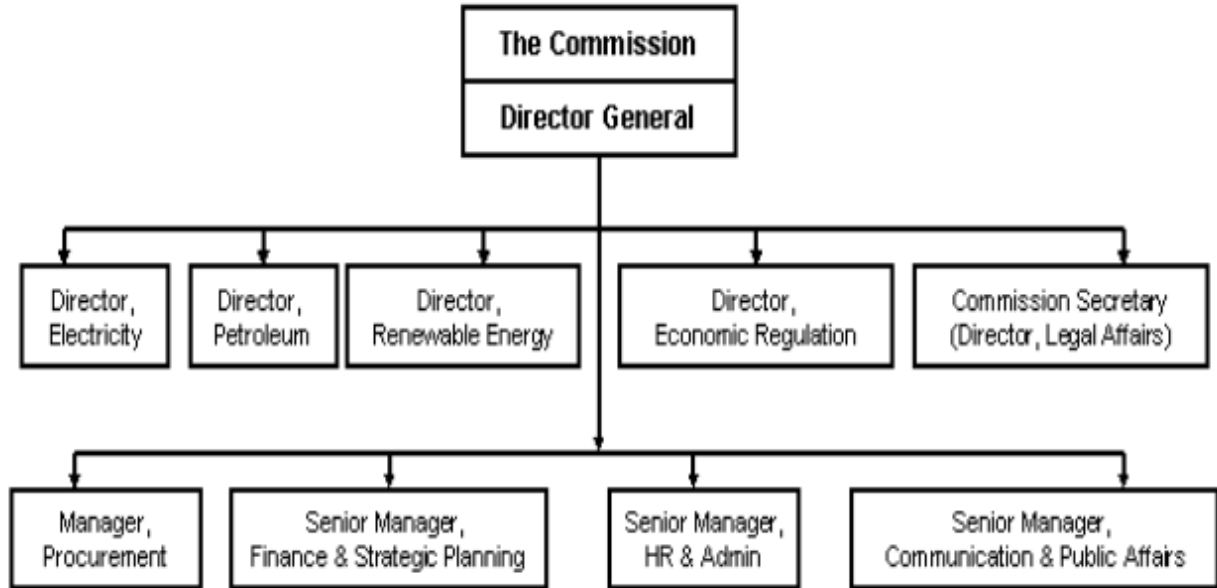 The Commission
Director General
Director,
Electricity
Director,
Petroleum
Director,
Renewable Energy
Director,
Economic Regulation
Commission Secretary
(Director, Legal Affairs)
Manager,
Procurement
Senior Manager,
Finance & Strategic Planning
Senior Manager,
HR & Admin
Senior Manager,
Communication & Public Affairs